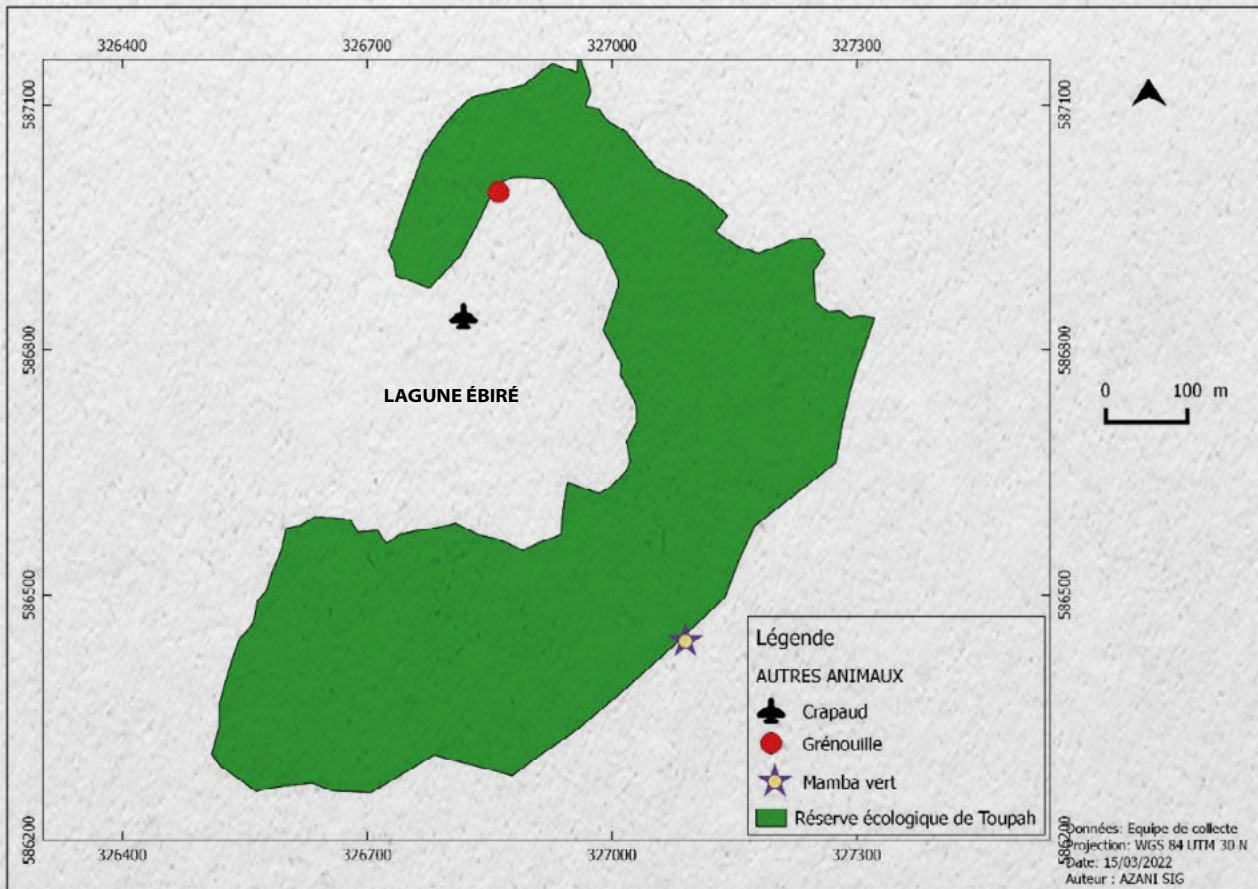 326400 326700 327000 327300
587100 587100
586800 586800
0 100 m
LAGUNE ÉBIRÉ
586500 586500
Légende
AUTRES ANIMAUX
Crapaud
Grénouille
Mamba vert
Réserve écologique de Toupah
586200 586200
326400 326700 327000 327300
Données: Equipe de collecte
Projection: WGS 84 UTM 30 N
Date: 15/03/2022
Auteur : AZANI SIG